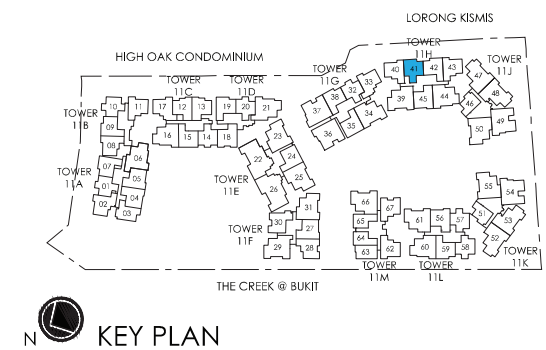 LORONG KISMIS
HIGH OAK CONDOMINIUM
TOWER
11H
TOWER
11J
TOWER
11G
TOWER
11C
TOWER
11D
TOWER
11B
40 41 42 43
47
48
46
49
50
39 45 44
33
32
38
37
34
35
36
10 11
17 12 13
19 20 21
09
08
16 15 14 18
23
22
24
25
26
TOWER
11A
07
06
05
01
04
02
03
TOWER
11E
TOWER
11F
31
30
27
29
28
66
67
65
64
63
62
61 56 57
60 59 58
55
54
51
53
52
TOWER
11M
TOWER
11L
TOWER
11K
THE CREEK @ BUKIT
N
KEY PLAN